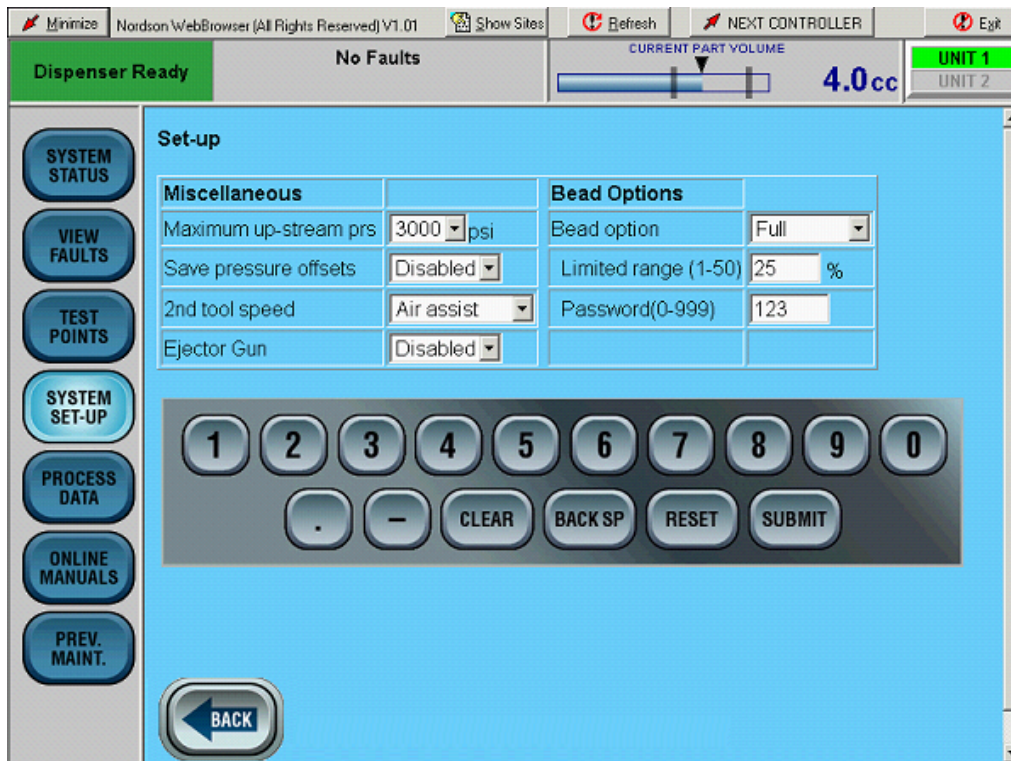 Minimize
Nordson WebBrowser (All Rights Reserved) V1.01
Show Sites
Refresh
NEXT CONTROLLER
Exit
Dispenser Ready
No Faults
CURRENT PART VOLUME
4.0 cc
UNIT 1
UNIT 2
SYSTEM
STATUS
VIEW
FAULTS
TEST
POINTS
SYSTEM
SET-UP
PROCESS
DATA
ONLINE
MANUALS
PREV.
MAINT.
Set-up
Miscellaneous Bead Options
Maximum up-stream prs 3000 psi Bead option Full
Save pressure offsets Disabled Limited range (1-50) 25 %
2nd tool speed Air assist Password(0-999) 123
Ejector Gun Disabled
1 2 3 4 5 6 7 8 9 0
. – CLEAR BACK SP RESET SUBMIT
BACK